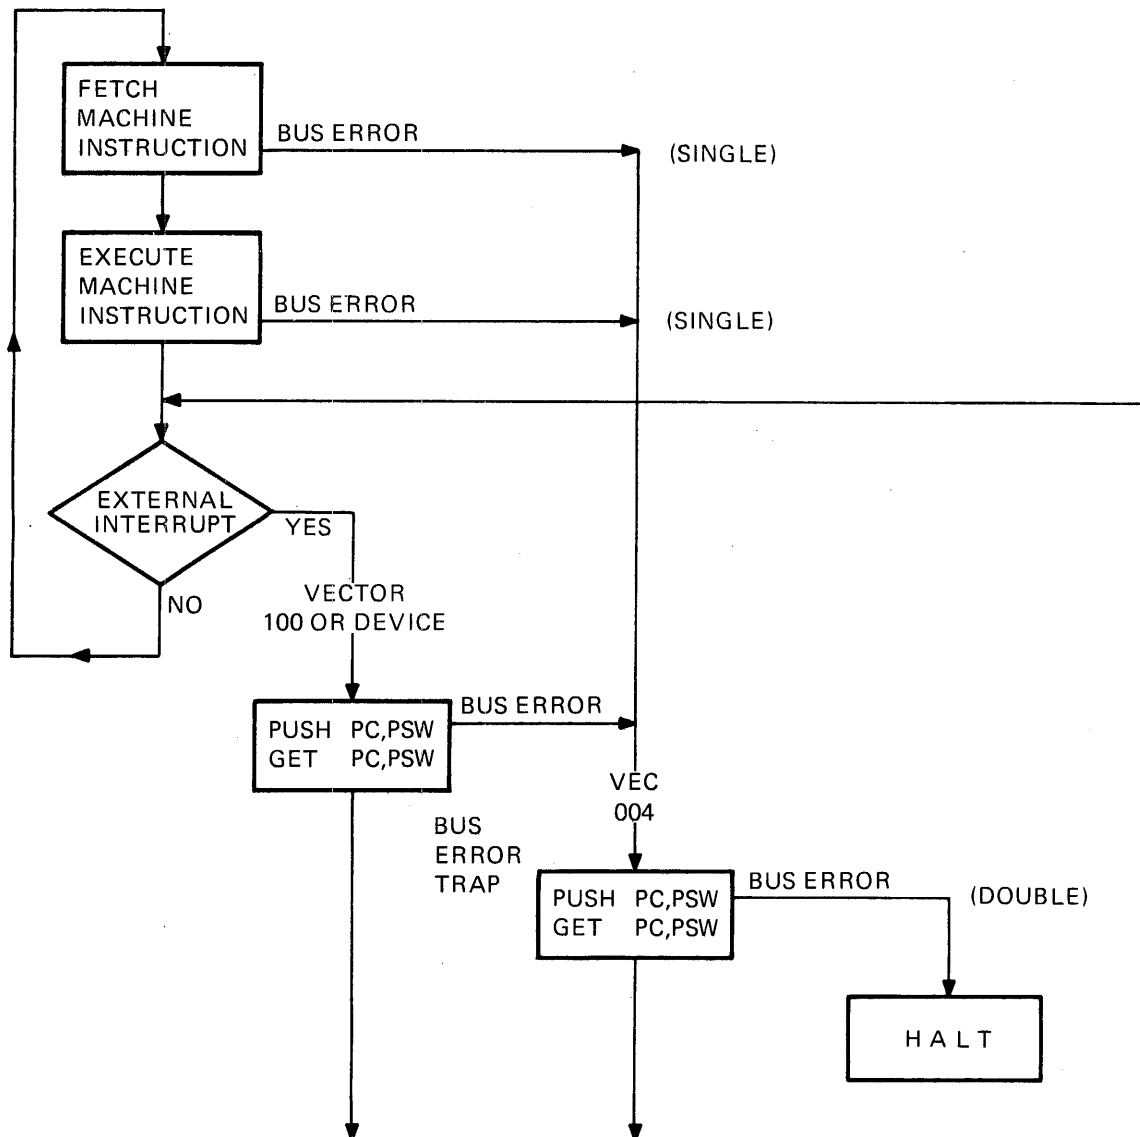 FETCH
MACHINE
INSTRUCTION
BUS ERROR
(SINGLE)
EXECUTE
MACHINE
INSTRUCTION
BUS ERROR
(SINGLE)
EXTERNAL
INTERRUPT
YES
NO
VECTOR
100 OR DEVICE
PUSH PC,PSW
GET PC,PSW
BUS ERROR
VEC
004
BUS
ERROR
TRAP
PUSH PC,PSW
GET PC,PSW
BUS ERROR
(DOUBLE)
HALT